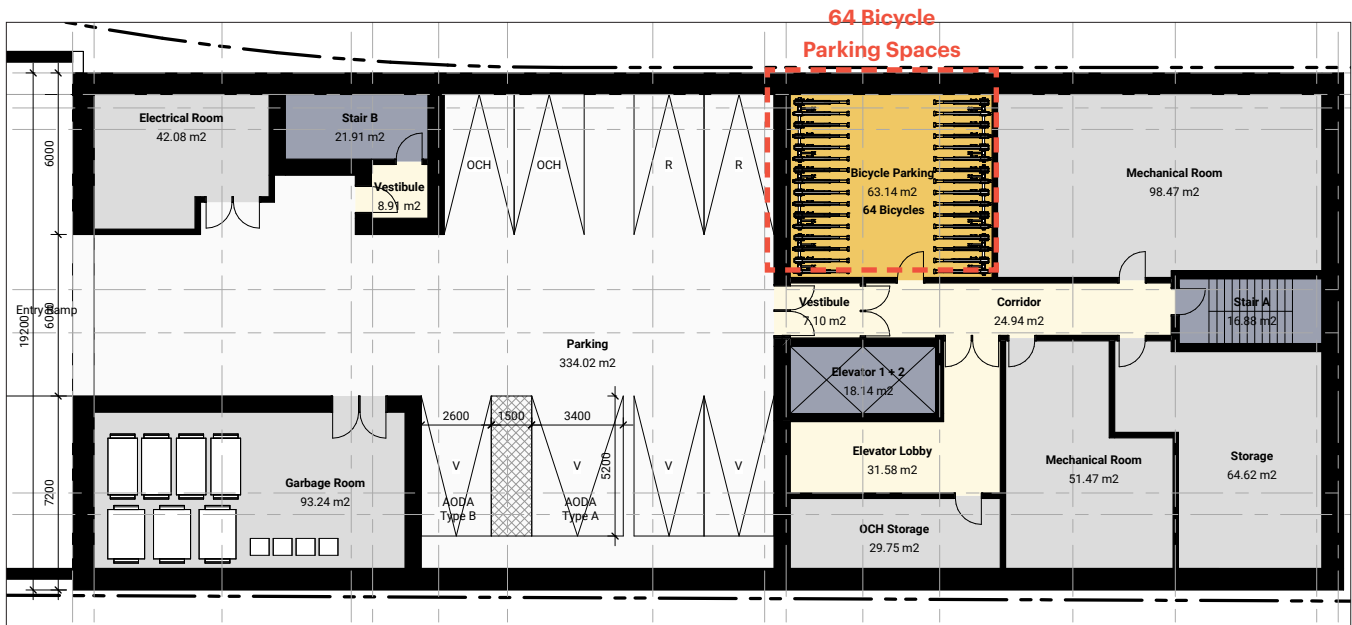 64 Bicycle
Parking Spaces
Electrical Room
42.08 m2
Stair B
21.91 m2
Vestibule
8.91 m2
OCH
OCH
R
R
Bicycle Parking
63.14 m2
64 Bicycles
Mechanical Room
98.47 m2
6000
Entry Ramp
6000
19200
7200
Vestibule
7.10 m2
Corridor
24.94 m2
Stair A
16.88 m2
Parking
334.02 m2
Elevator 1 + 2
18.14 m2
2600
1500
3400
5200
V
V
V
V
AODA
Type B
AODA
Type A
Garbage Room
93.24 m2
Elevator Lobby
31.58 m2
Mechanical Room
51.47 m2
Storage
64.62 m2
OCH Storage
29.75 m2